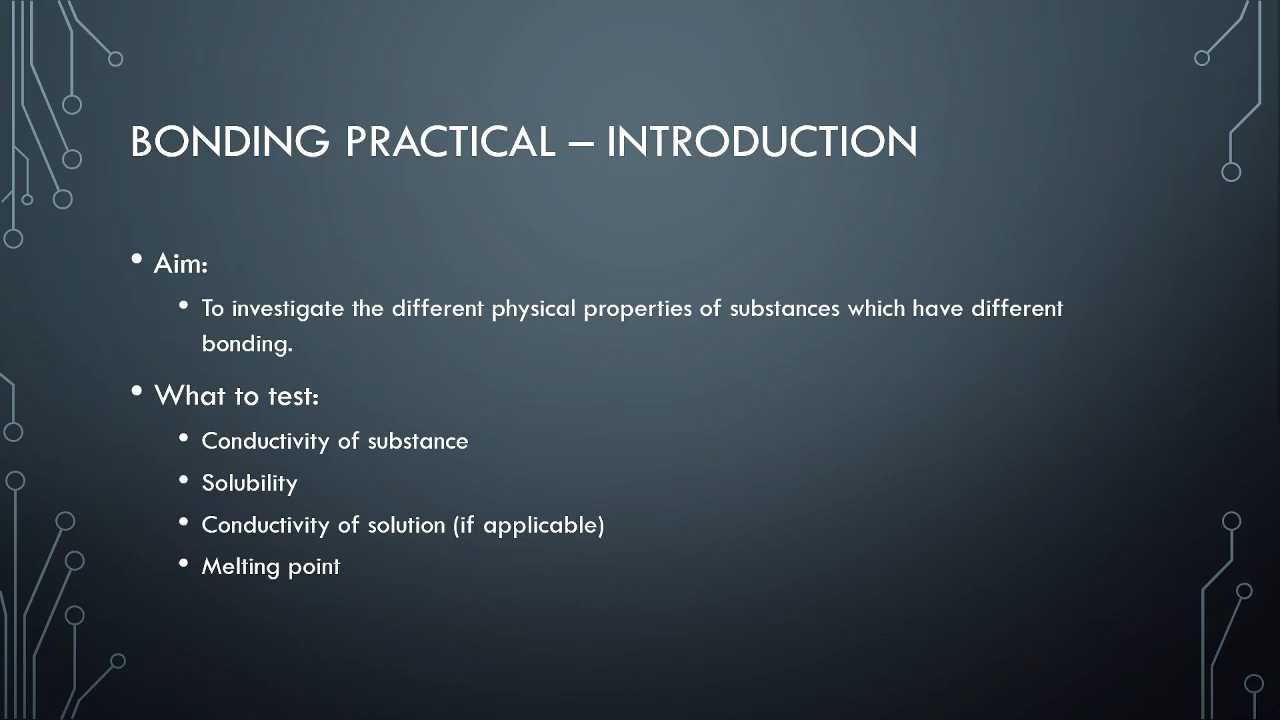 BONDING PRACTICAL – INTRODUCTION
• Aim:
• To investigate the different physical properties of substances which have different
bonding.
• What to test:
• Conductivity of substance
• Solubility
• Conductivity of solution (if applicable)
• Melting point